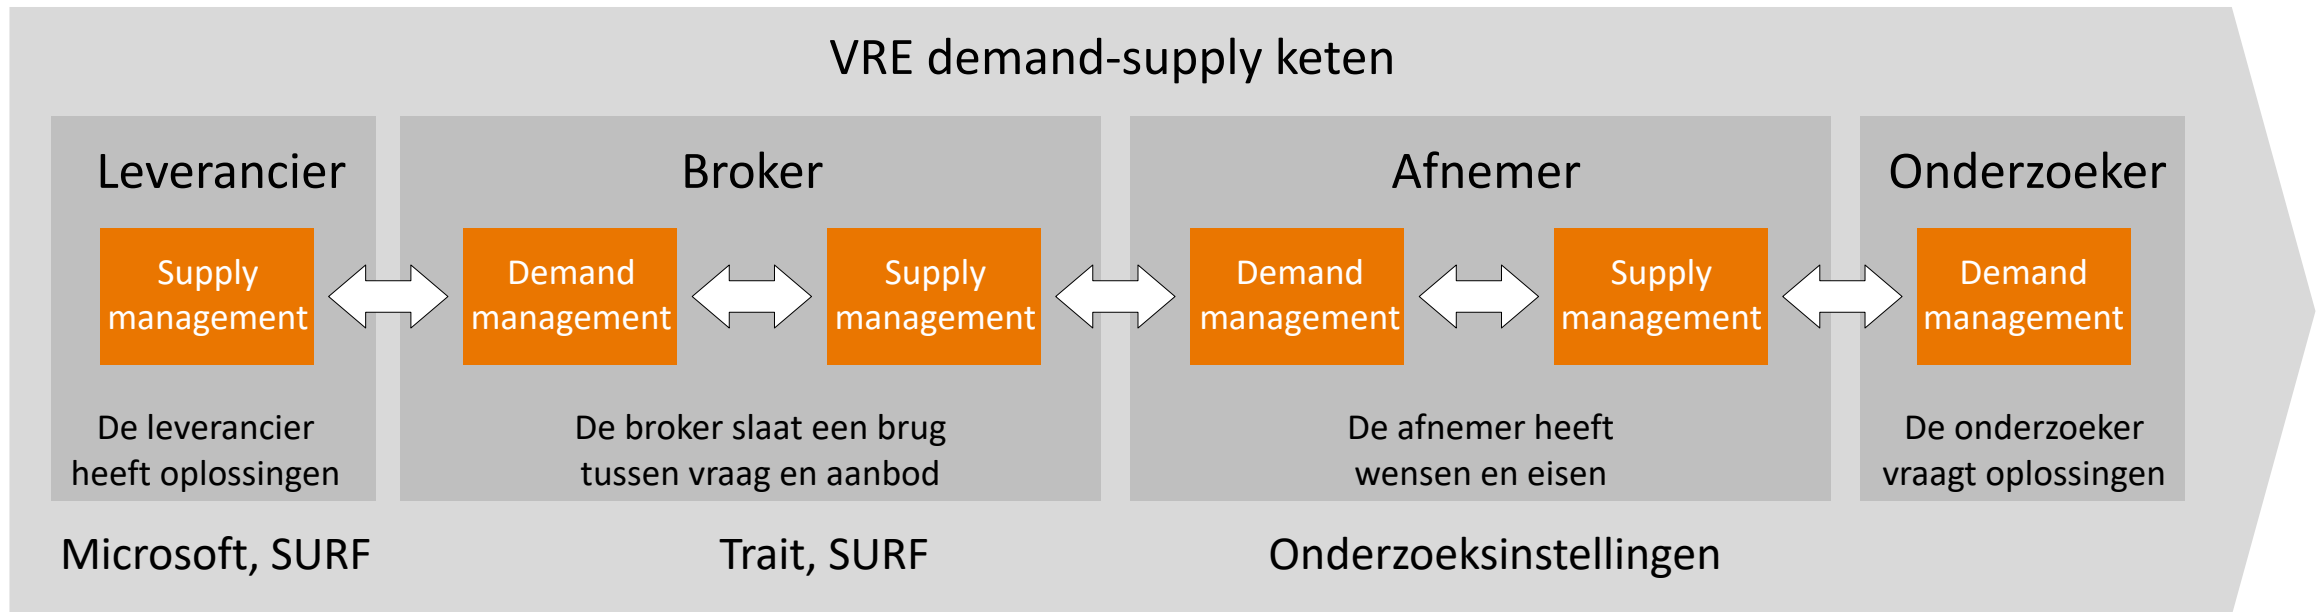 VRE demand-supply keten
Leverancier
Supply
management
De leverancier
heeft oplossingen
Microsoft, SURF
Broker
Demand
management
Supply
management
De broker slaat een brug
tussen vraag en aanbod
Trait, SURF
Afnemer
Demand
management
Supply
management
De afnemer heeft
wensen en eisen
Onderzoeksinstellingen
Onderzoeker
Demand
management
De onderzoeker
vraagt oplossingen